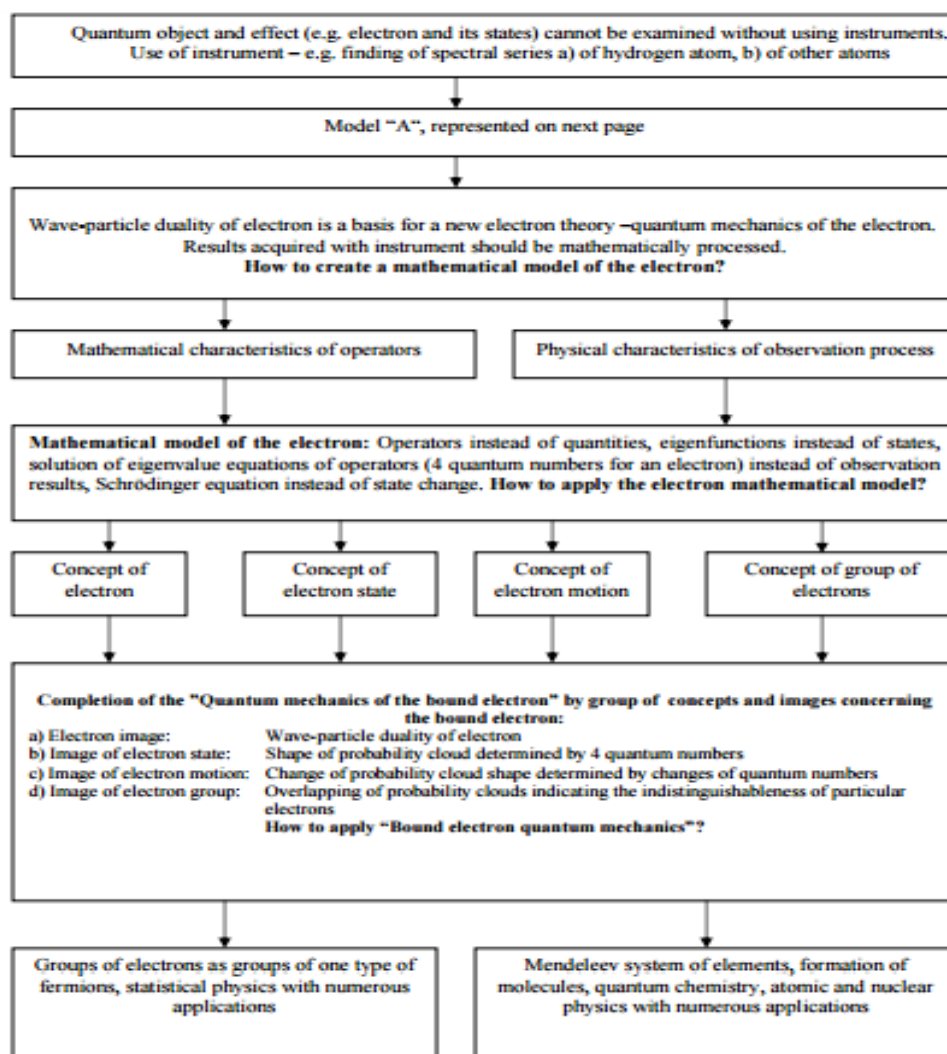 Quantum object and effect (e.g. electron and its states) cannot be examined without using instruments.
Use of instrument – e.g. finding of spectral series a) of hydrogen atom, b) of other atoms
Model "A", represented on next page
Wave-particle duality of electron is a basis for a new electron theory –quantum mechanics of the electron.
Results acquired with instrument should be mathematically processed.
How to create a mathematical model of the electron?
Mathematical characteristics of operators
Physical characteristics of observation process
Mathematical model of the electron: Operators instead of quantities, eigenfunctions instead of states,
solution of eigenvalue equations of operators (4 quantum numbers for an electron) instead of observation
results, Schrödinger equation instead of state change. How to apply the electron mathematical model?
Concept of
electron
Concept of
electron state
Concept of
electron motion
Concept of group of
electrons
Completion of the "Quantum mechanics of the bound electron" by group of concepts and images concerning
the bound electron:
a) Electron image: Wave-particle duality of electron
b) Image of electron state: Shape of probability cloud determined by 4 quantum numbers
c) Image of electron motion: Change of probability cloud shape determined by changes of quantum numbers
d) Image of electron group: Overlapping of probability clouds indicating the indistinguishableness of particular
electrons
How to apply "Bound electron quantum mechanics"?
Groups of electrons as groups of one type of
fermions, statistical physics with numerous
applications
Mendeleev system of elements, formation of
molecules, quantum chemistry, atomic and nuclear
physics with numerous applications